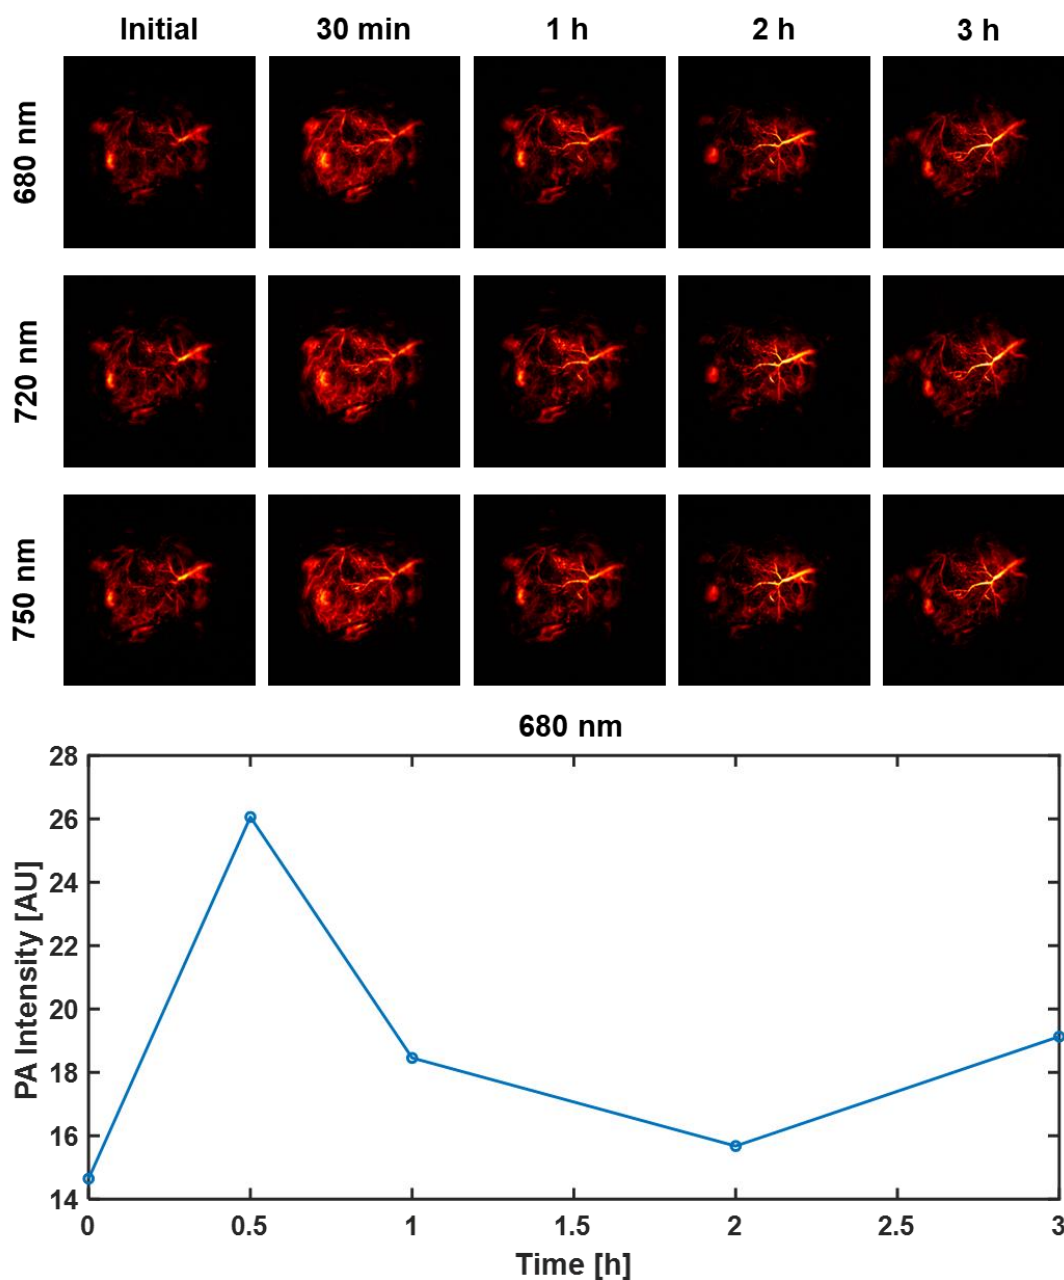 Initial 30 min 1 h 2 h 3 h
680 nm
720 nm
750 nm
680 nm
28
26
24
22
20
18
16
14
PA Intensity [AU]
0 0.5 1 1.5 2 2.5 3
Time [h]